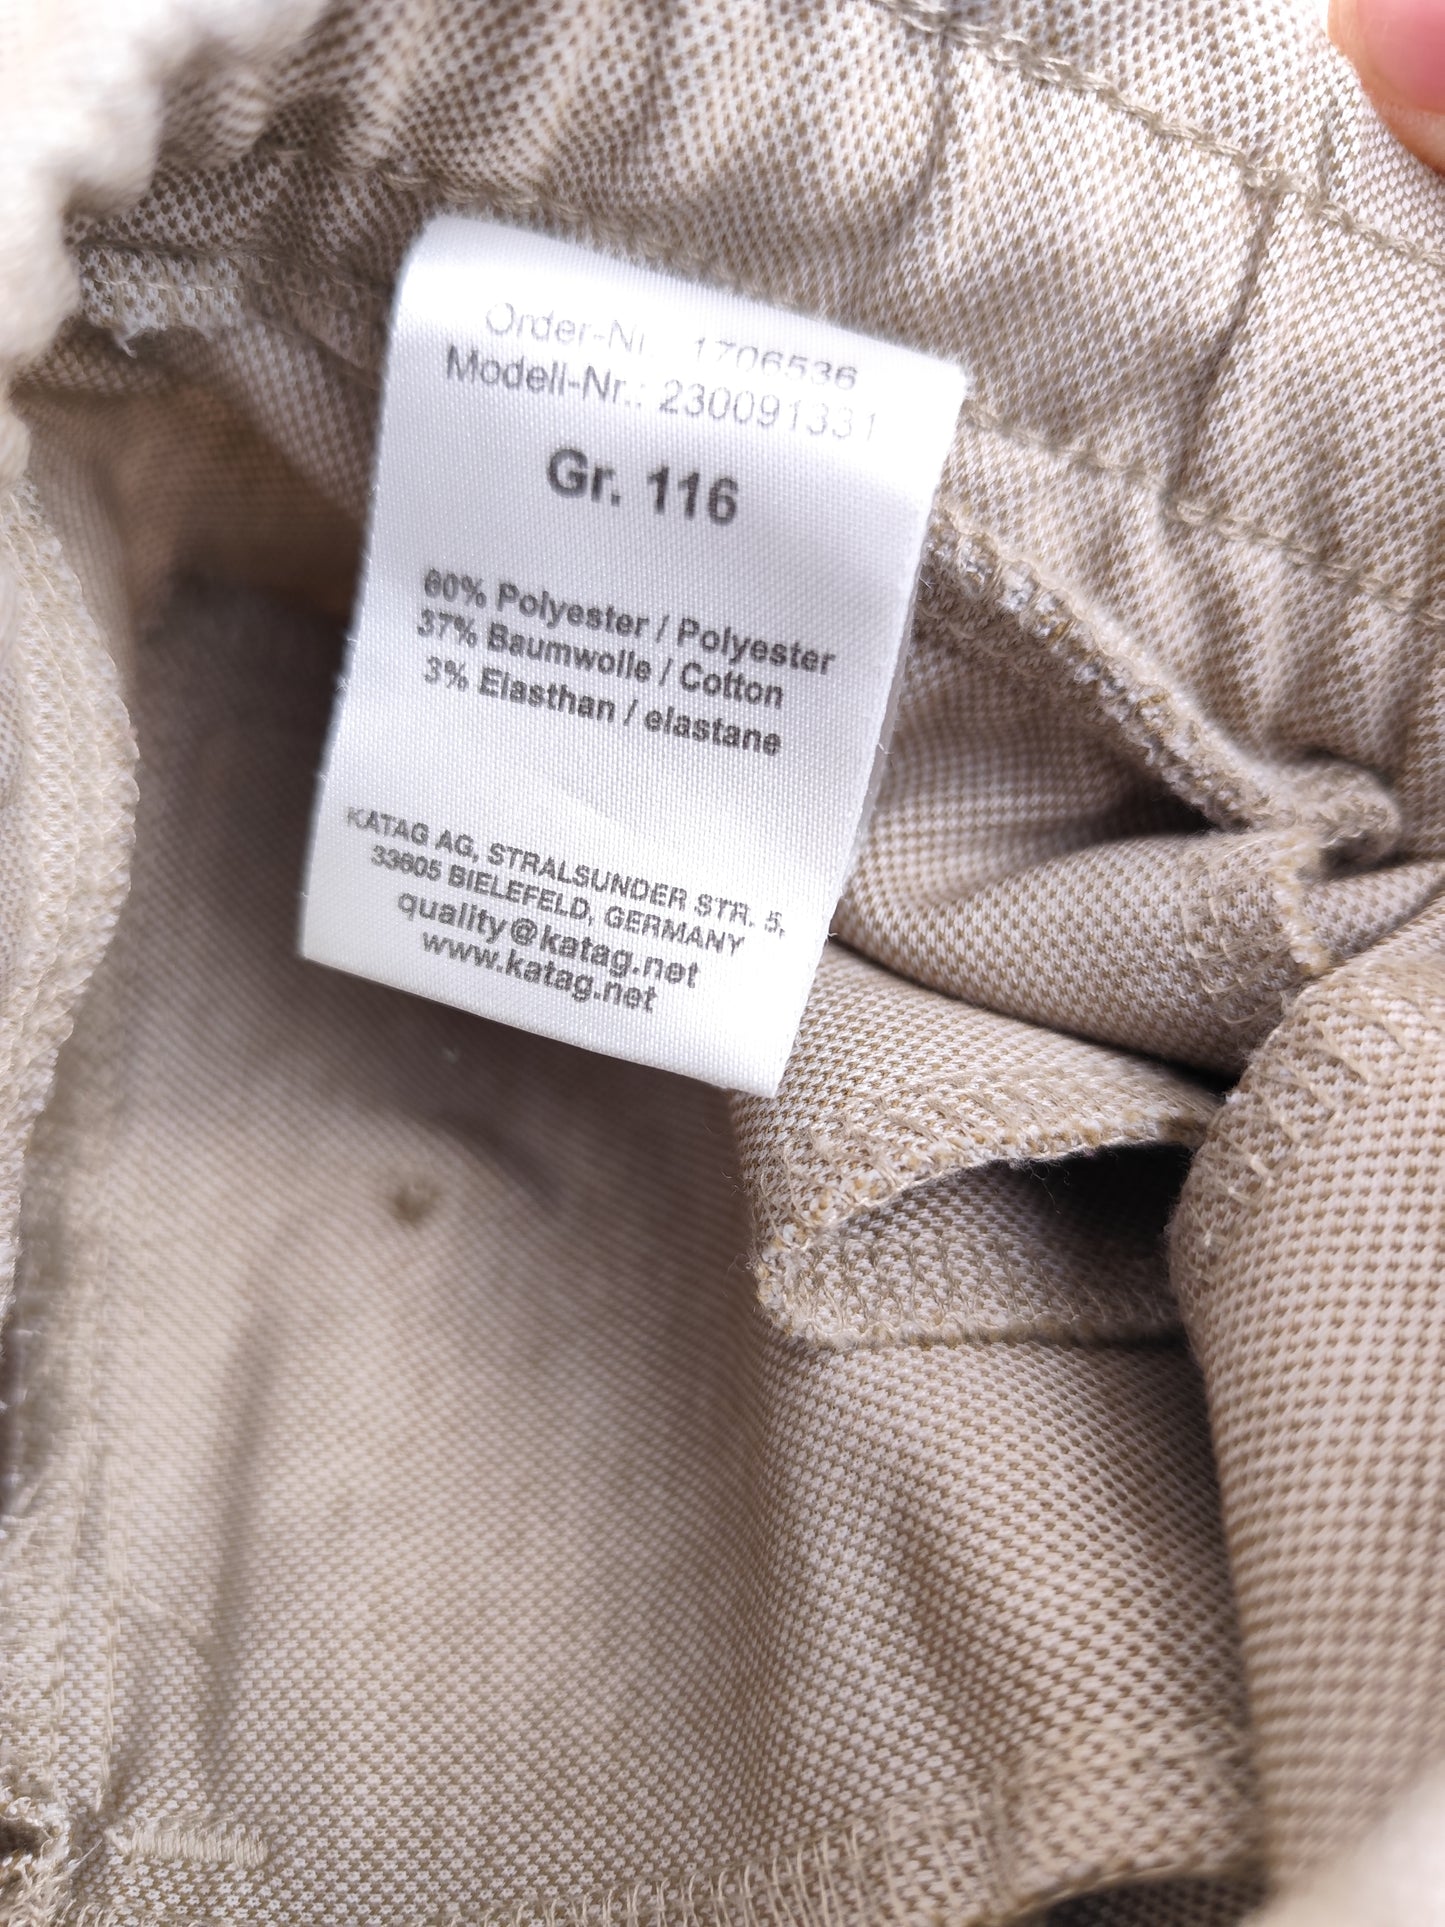 Order-Nr.: 1706536
Modell-Nr.: 230091331
Gr. 116
60% Polyester / Polyester
37% Baumwolle / Cotton
3% Elasthan / elastane
KATAG AG, STRALSUNDER STR. 5,
33605 BIELEFELD, GERMANY
quality@katag.net
www.katag.net